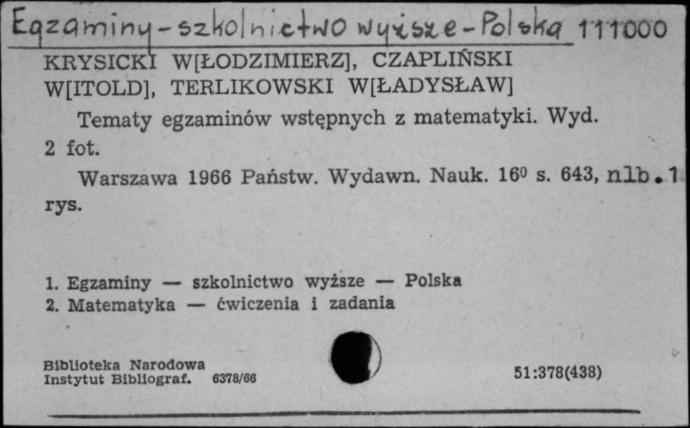 Egzaminy - szkolnictwo wyższe - Polska 111000
KRYSICKI W[ŁODZIMIERZ], CZAPLIŃSKI
W[ITOLD], TERLIKOWSKI W[ŁADYSŁAW]
Tematy egzaminów wstępnych z matematyki. Wyd.
2 fot.
Warszawa 1966 Państw. Wydawn. Nauk. 16⁰ s. 643, nlb.1
rys.
1. Egzaminy — szkolnictwo wyższe — Polska
2. Matematyka — ćwiczenia i zadania
Biblioteka Narodowa
Instytut Bibliograf. 6378/66
51:378(438)